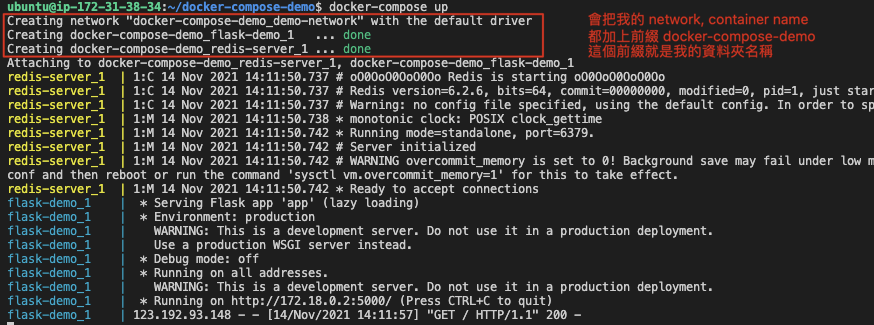 ubuntu@ip-172-31-38-34:~/docker-compose-demo$ docker-compose up
Creating network "docker-compose-demo_demo-network" with the default driver
Creating docker-compose-demo_flask-demo_1   ... done
Creating docker-compose-demo_redis-server_1 ... done
會把我的 network, container name
都加上前綴 docker-compose-demo
這個前綴就是我的資料夾名稱
Attaching to docker-compose-demo_redis-server_1, docker-compose-demo_flask-demo_1
redis-server_1  | 1:C 14 Nov 2021 14:11:50.737 # oO0OoO0OoO0Oo Redis is starting oO0OoO0OoO0Oo
redis-server_1  | 1:C 14 Nov 2021 14:11:50.737 # Redis version=6.2.6, bits=64, commit=00000000, modified=0, pid=1, just star
redis-server_1  | 1:C 14 Nov 2021 14:11:50.737 # Warning: no config file specified, using the default config. In order to sp
redis-server_1  | 1:M 14 Nov 2021 14:11:50.738 * monotonic clock: POSIX clock_gettime
redis-server_1  | 1:M 14 Nov 2021 14:11:50.742 * Running mode=standalone, port=6379.
redis-server_1  | 1:M 14 Nov 2021 14:11:50.742 # Server initialized
redis-server_1  | 1:M 14 Nov 2021 14:11:50.742 # WARNING overcommit_memory is set to 0! Background save may fail under low m
conf and then reboot or run the command 'sysctl vm.overcommit_memory=1' for this to take effect.
redis-server_1  | 1:M 14 Nov 2021 14:11:50.742 * Ready to accept connections
flask-demo_1    |  * Serving Flask app 'app' (lazy loading)
flask-demo_1    |  * Environment: production
flask-demo_1    |    WARNING: This is a development server. Do not use it in a production deployment.
flask-demo_1    |    Use a production WSGI server instead.
flask-demo_1    |  * Debug mode: off
flask-demo_1    |  * Running on all addresses.
flask-demo_1    |    WARNING: This is a development server. Do not use it in a production deployment.
flask-demo_1    |  * Running on http://172.18.0.2:5000/ (Press CTRL+C to quit)
flask-demo_1    | 123.192.93.148 - - [14/Nov/2021 14:11:57] "GET / HTTP/1.1" 200 -